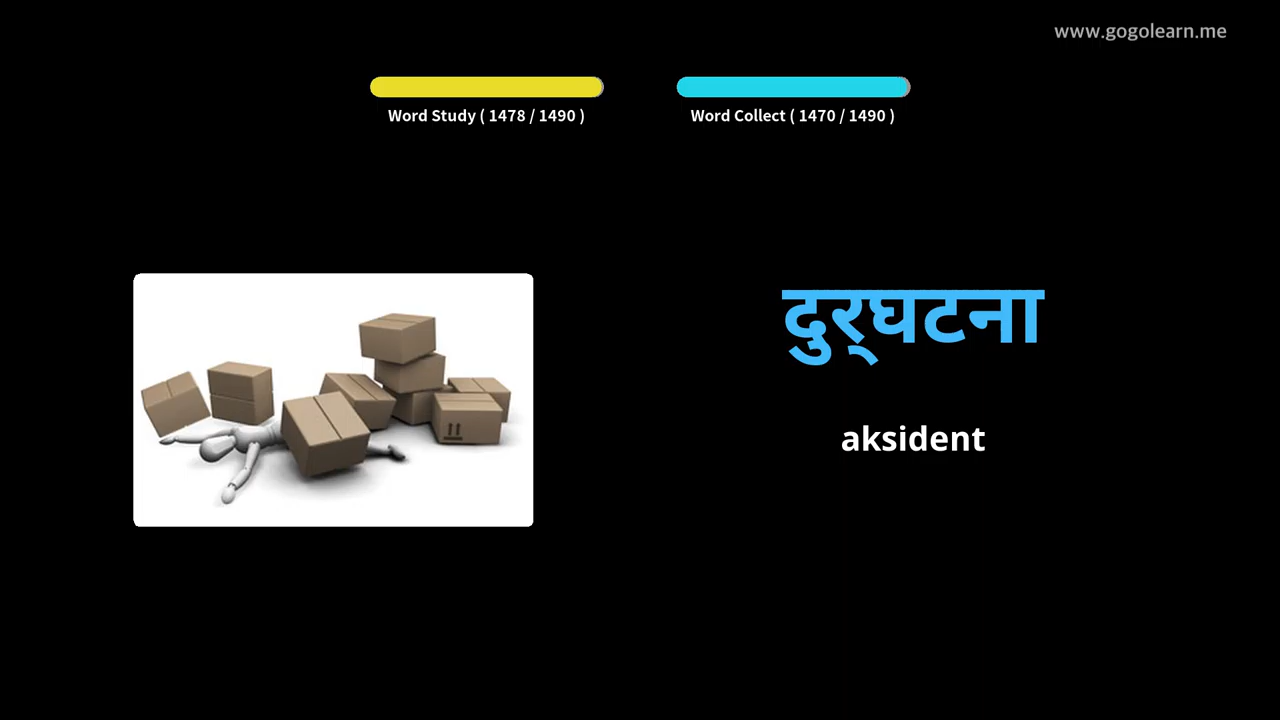 www.gogolearn.me
Word Study ( 1478 / 1490 )
Word Collect ( 1470 / 1490 )
दुर्‌घटना
aksident